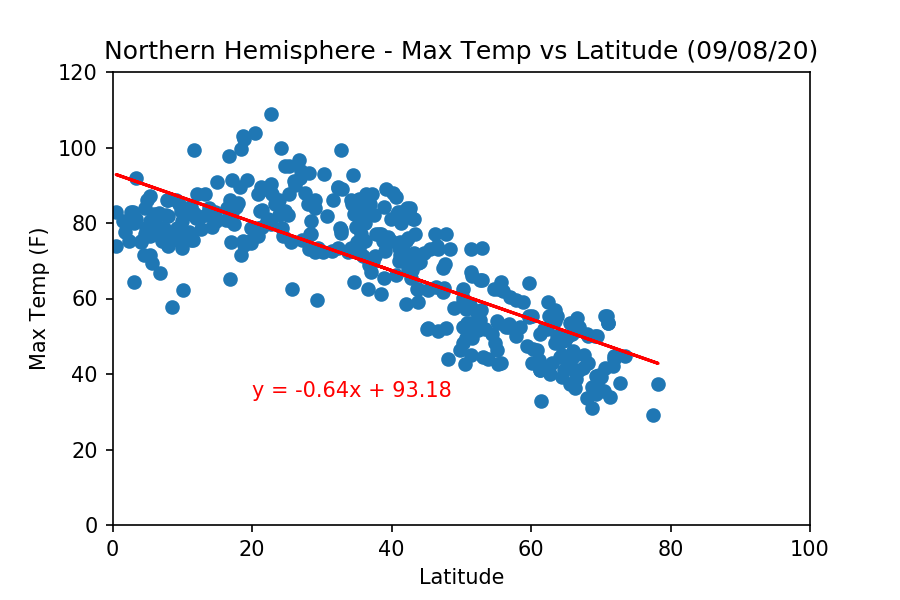 Northern Hemisphere - Max Temp vs Latitude (09/08/20)
120
100
80
60
40
20
0
Max Temp (F)
y = -0.64x + 93.18
0 20 40 60 80 100
Latitude